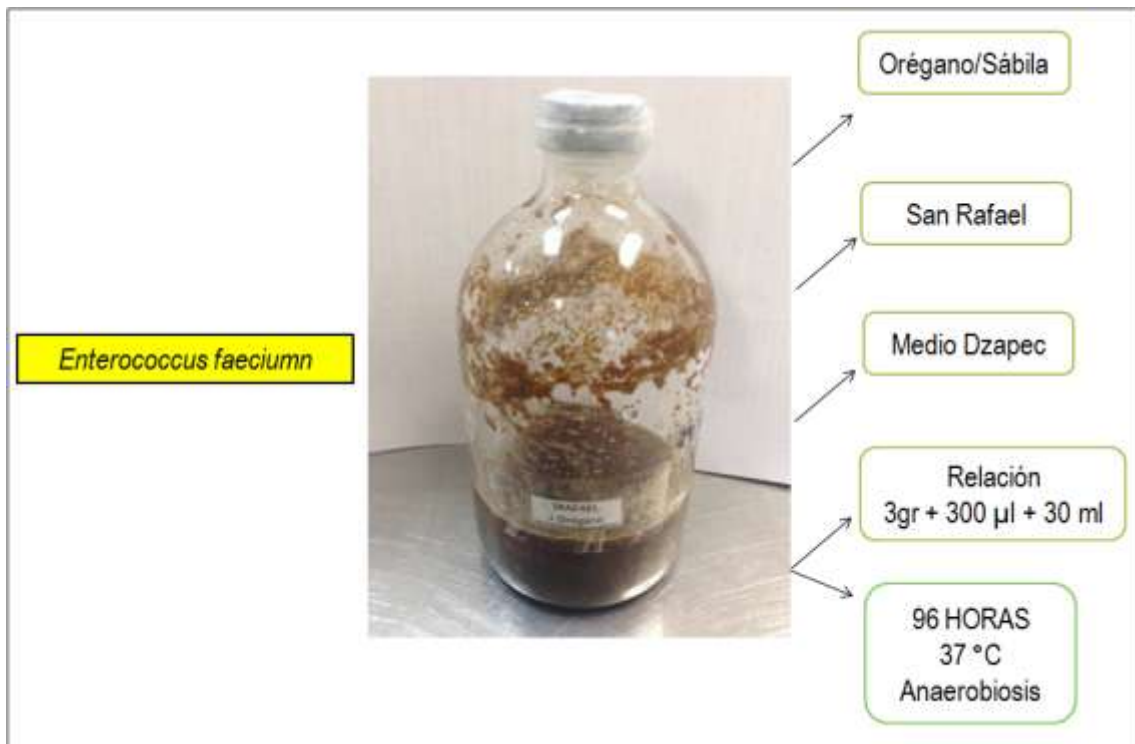 Enterococcus faeciumn
Orégano/Sábila
San Rafael
Medio Dzapec
Relación
3gr + 300 µl + 30 ml
96 HORAS
37 °C
Anaerobiosis